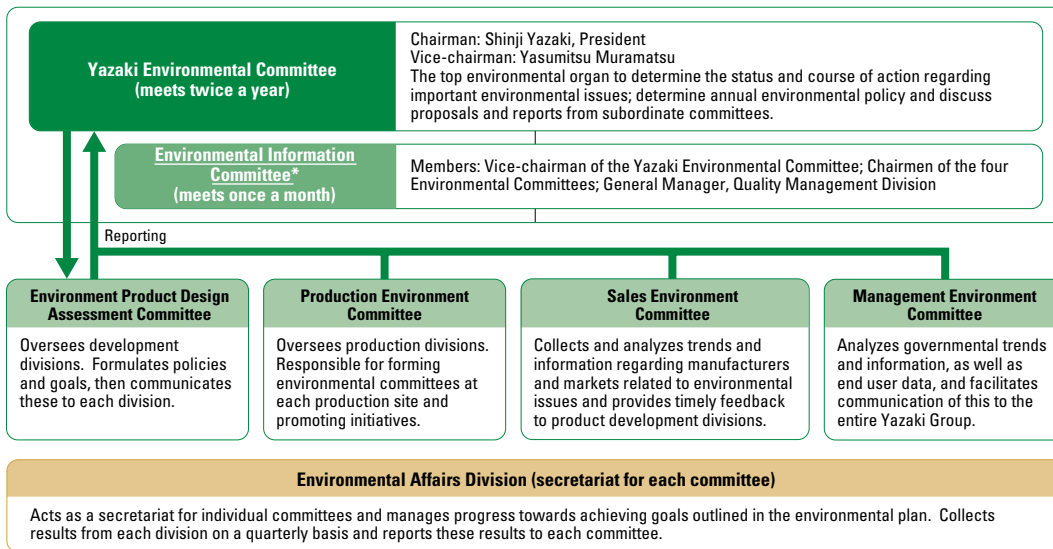 Yazaki Environmental Committee
(meets twice a year)
Chairman: Shinji Yazaki, President
Vice-chairman: Yasumitsu Muramatsu
The top environmental organ to determine the status and course of action regarding
important environmental issues; determine annual environmental policy and discuss
proposals and reports from subordinate committees.
Environmental Information
Committee*
(meets once a month)
Members: Vice-chairman of the Yazaki Environmental Committee; Chairmen of the four
Environmental Committees; General Manager, Quality Management Division
Reporting
Environment Product Design
Assessment Committee
Oversees development
divisions. Formulates policies
and goals, then communicates
these to each division.
Production Environment
Committee
Oversees production divisions.
Responsible for forming
environmental committees at
each production site and
promoting initiatives.
Sales Environment
Committee
Collects and analyzes trends and
information regarding manufacturers
and markets related to environmental
issues and provides timely feedback
to product development divisions.
Management Environment
Committee
Analyzes governmental trends
and information, as well as
end user data, and facilitates
communication of this to the
entire Yazaki Group.
Environmental Affairs Division (secretariat for each committee)
Acts as a secretariat for individual committees and manages progress towards achieving goals outlined in the environmental plan. Collects
results from each division on a quarterly basis and reports these results to each committee.